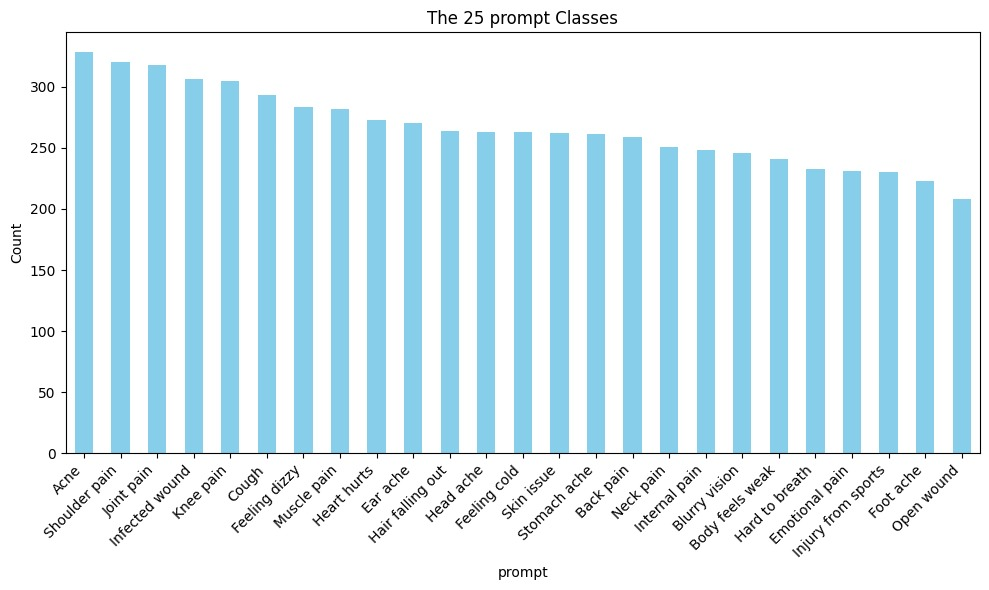 The 25 prompt Classes
Count
300
250
200
150
100
50
0
Acne
Shoulder pain
Joint pain
Infected wound
Knee pain
Cough
Feeling dizzy
Muscle pain
Heart hurts
Ear ache
Hair falling out
Head ache
Feeling cold
Skin issue
Stomach ache
Back pain
Neck pain
Internal pain
Blurry vision
Body feels weak
Hard to breath
Emotional pain
Injury from sports
Foot ache
Open wound
prompt